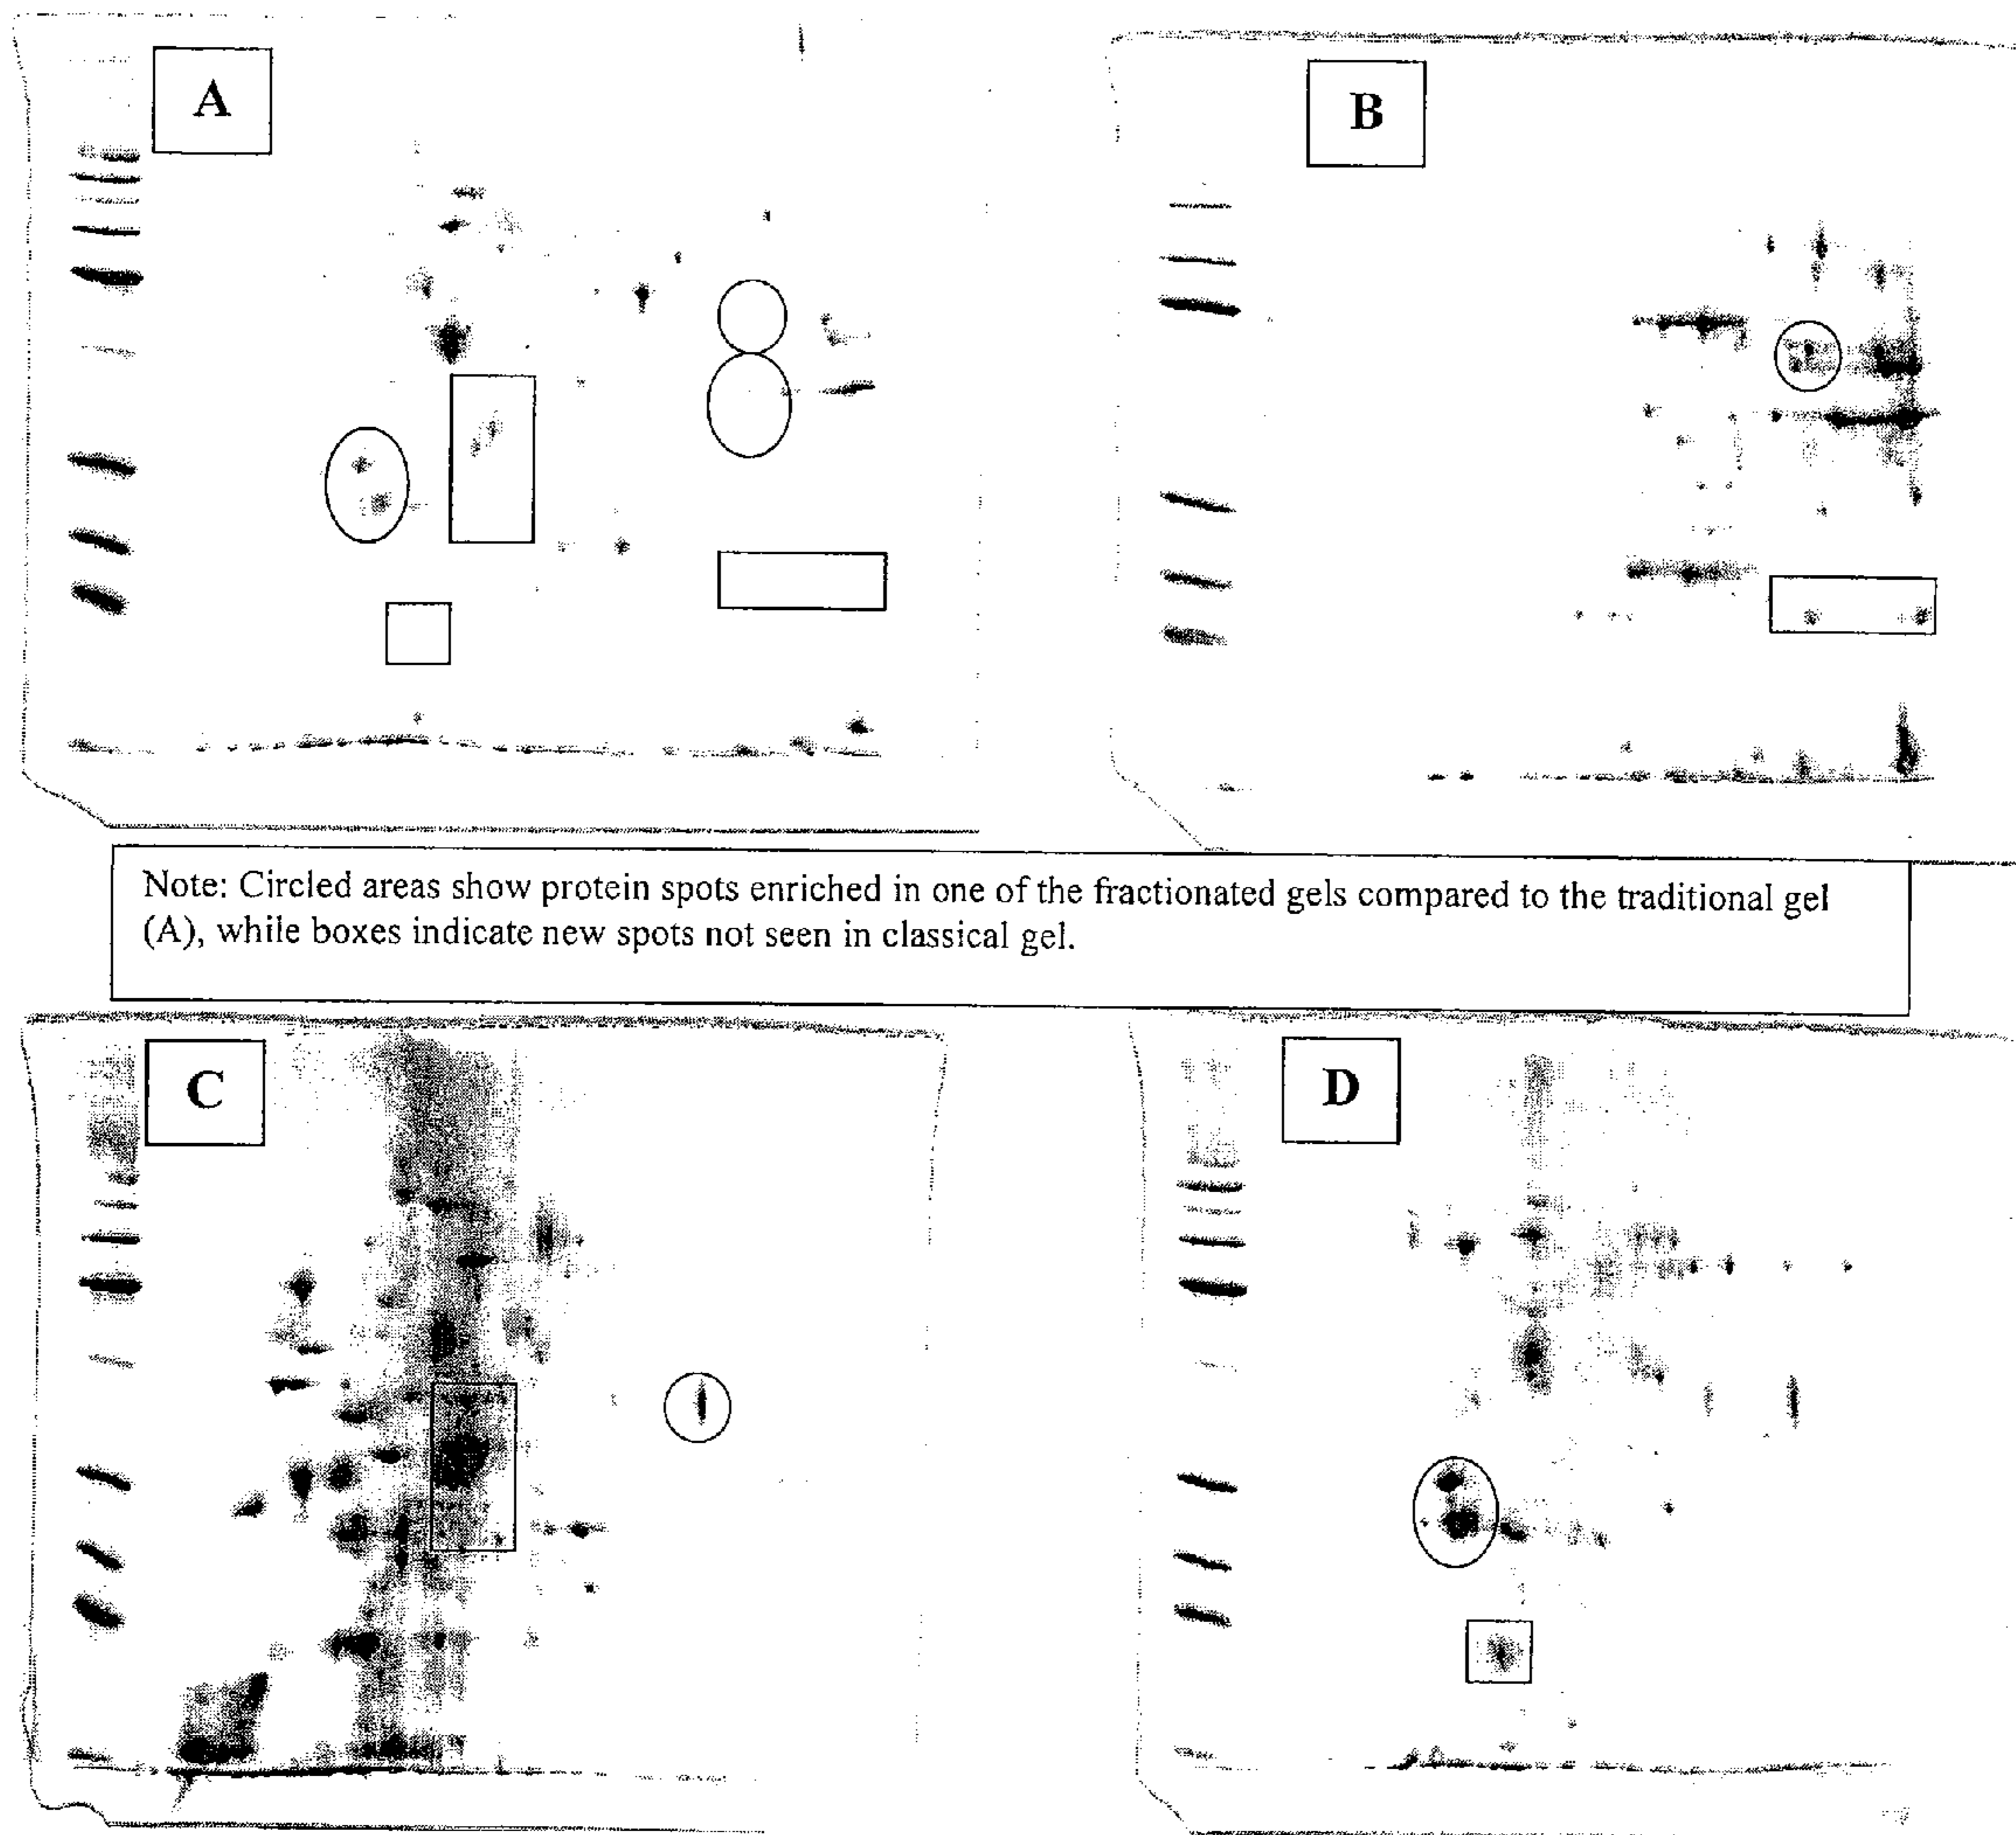 A
B
Note: Circled areas show protein spots enriched in one of the fractionated gels compared to the traditional gel
(A), while boxes indicate new spots not seen in classical gel.
C
D